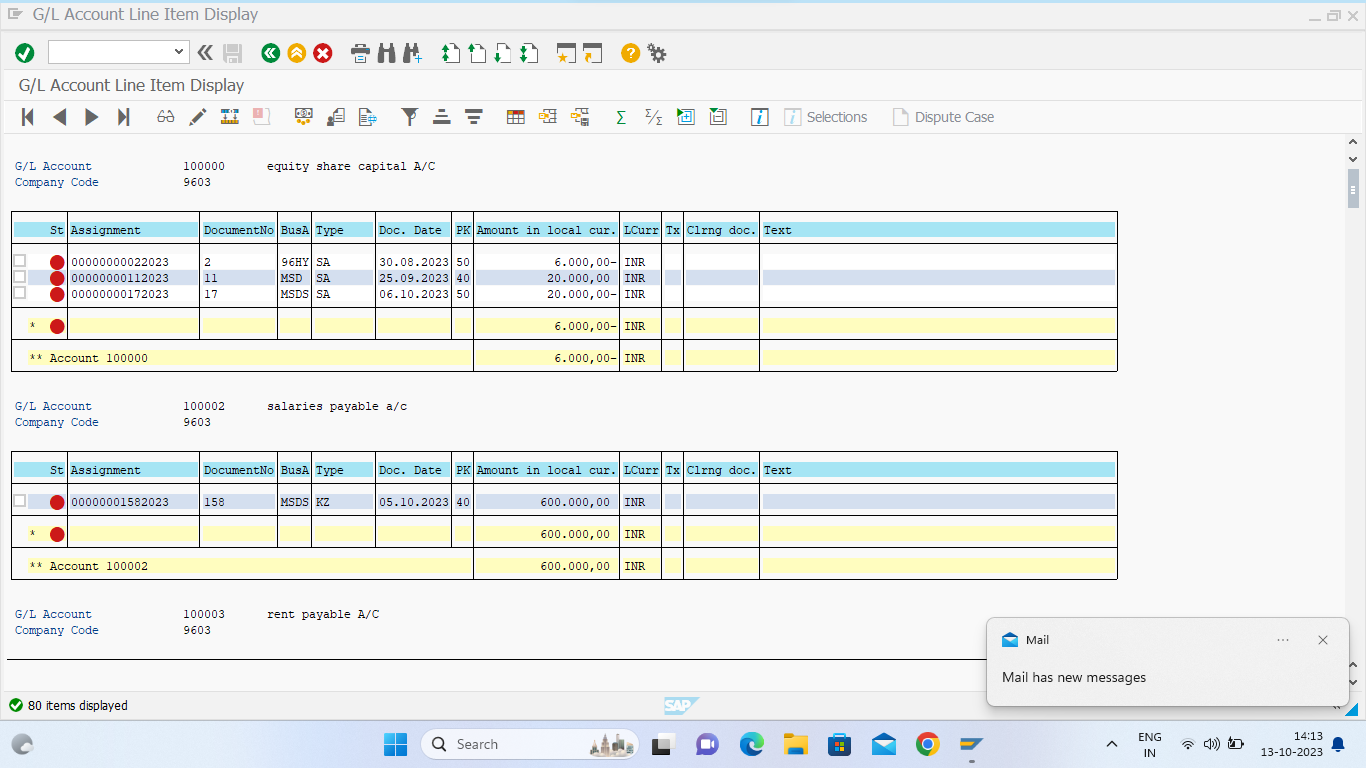 G/L Account Line Item Display
G/L Account Line Item Display
Selections Dispute Case
G/L Account 100000 equity share capital A/C
Company Code 9603
St Assignment DocumentNo BusA Type Doc. Date PK Amount in local cur. LCurr Tx Clrng doc. Text
00000000022023 2 96HY SA 30.08.2023 50 6.000,00- INR
00000000112023 11 MSD SA 25.09.2023 40 20.000,00 INR
00000000172023 17 MSDS SA 06.10.2023 50 20.000,00- INR
* 6.000,00- INR
** Account 100000 6.000,00- INR
G/L Account 100002 salaries payable a/c
Company Code 9603
St Assignment DocumentNo BusA Type Doc. Date PK Amount in local cur. LCurr Tx Clrng doc. Text
00000001582023 158 MSDS KZ 05.10.2023 40 600.000,00 INR
* 600.000,00 INR
** Account 100002 600.000,00 INR
G/L Account 100003 rent payable A/C
Company Code 9603
Mail
Mail has new messages
80 items displayed
SAP
Search
ENG
IN
14:13
13-10-2023